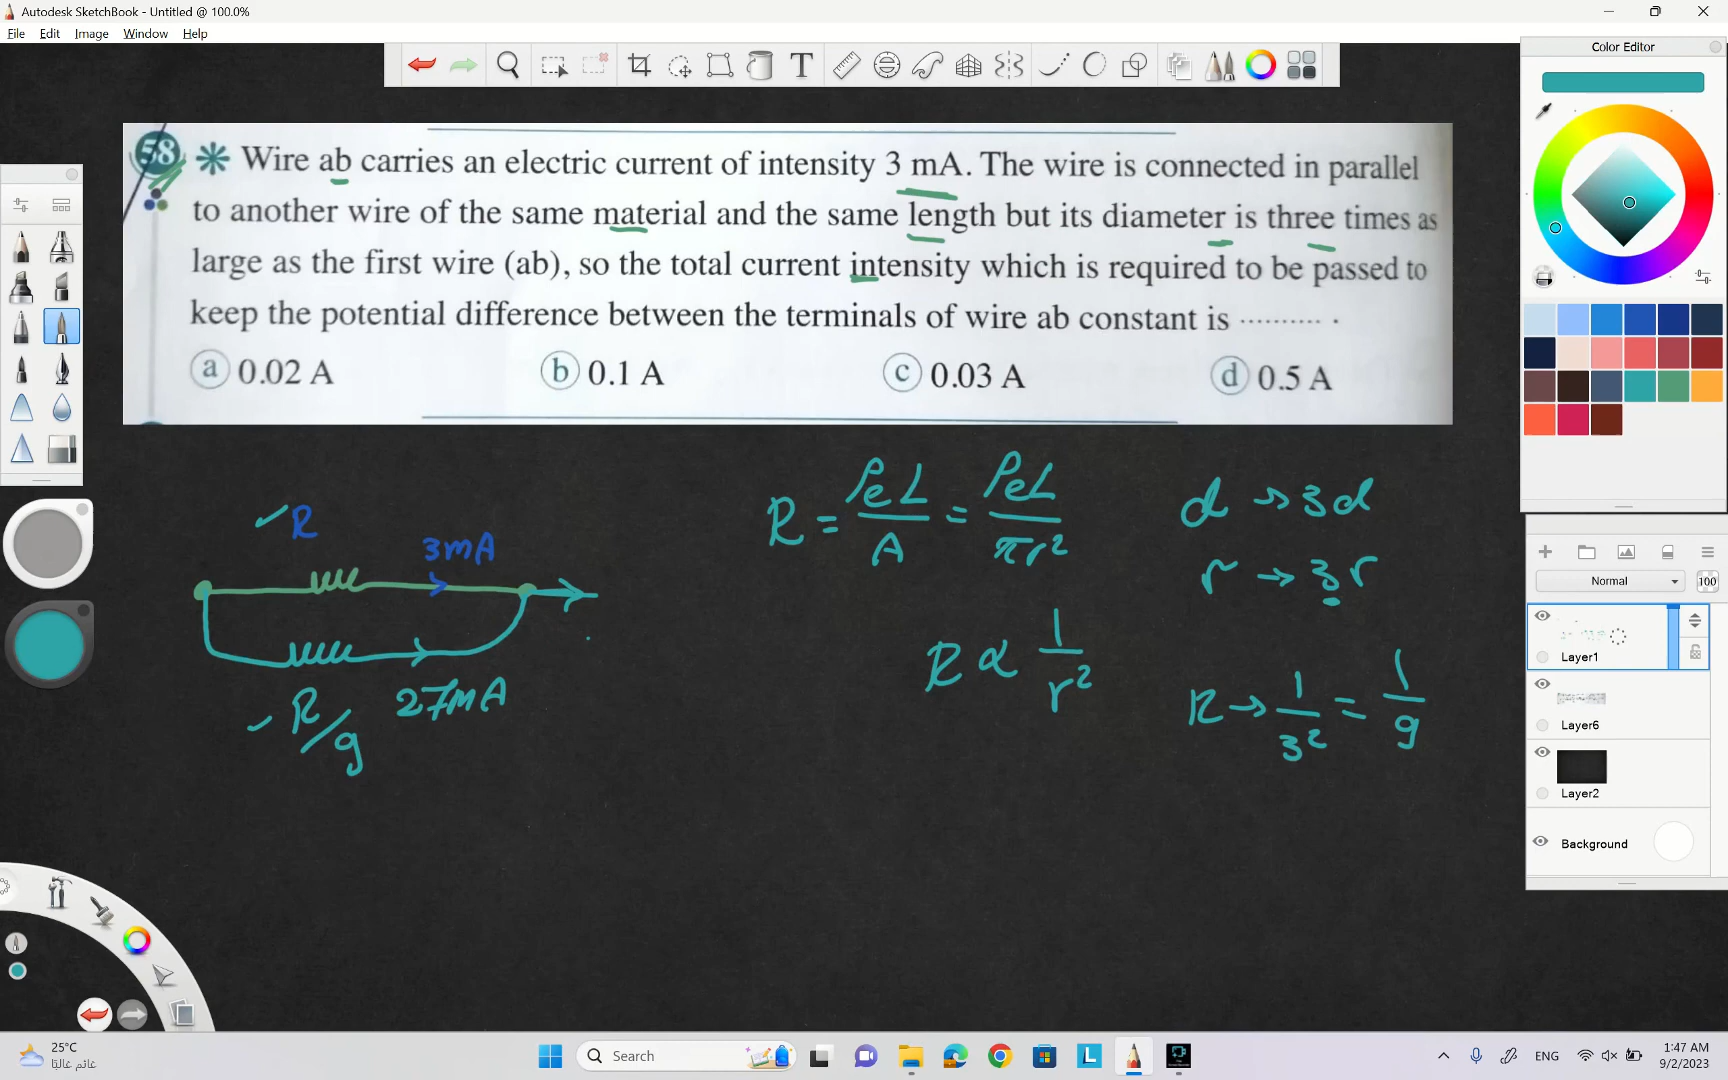 Autodesk SketchBook - Untitled @ 100.0%
File Edit Image Window Help
T
Color Editor
58 Wire ab carries an electric current of intensity 3 mA. The wire is connected in parallel
to another wire of the same material and the same length but its diameter is three times as
large as the first wire (ab), so the total current intensity which is required to be passed to
keep the potential difference between the terminals of wire ab constant is ·········· .
a 0.02 A b 0.1 A c 0.03 A d 0.5 A
R
3mA
R/9
27mA
R = ρeL/A = ρeL/πr²
R ∝ 1/r²
d → 3d
r → 3r
R → 1/3² = 1/9
Normal 100
Layer1
Layer6
Layer2
Background
25°C
غائم غالبًا
Search
L
ENG
1:47 AM
9/2/2023